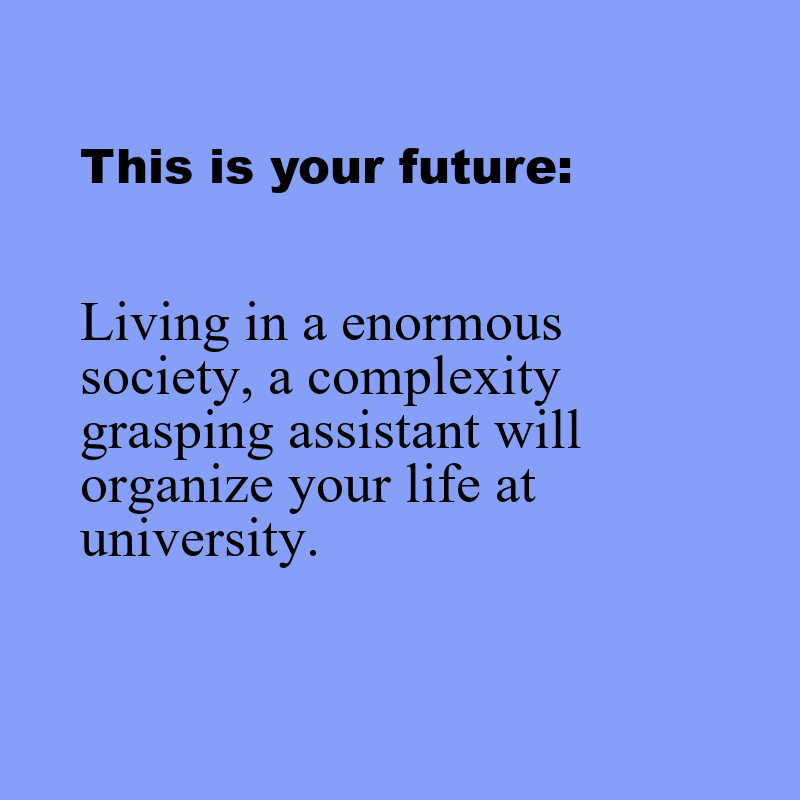 This is your future:
Living in a enormous
society, a complexity
grasping assistant will
organize your life at
university.